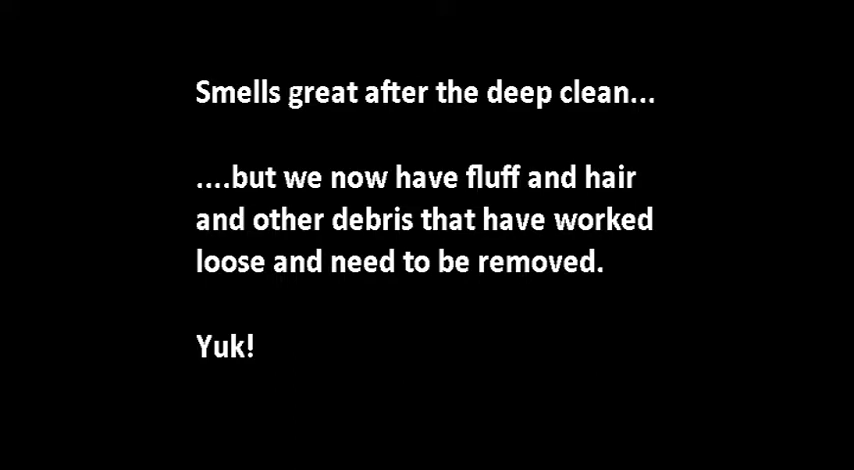 Smells great after the deep clean...
....but we now have fluff and hair
and other debris that have worked
loose and need to be removed.
Yuk!